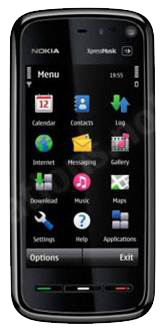 NOKIA XpressMusic
Menu 19:55
12
Calendar Contacts Log
Internet Messaging Gallery
Download Music Maps
Settings Help Applications
Options Exit